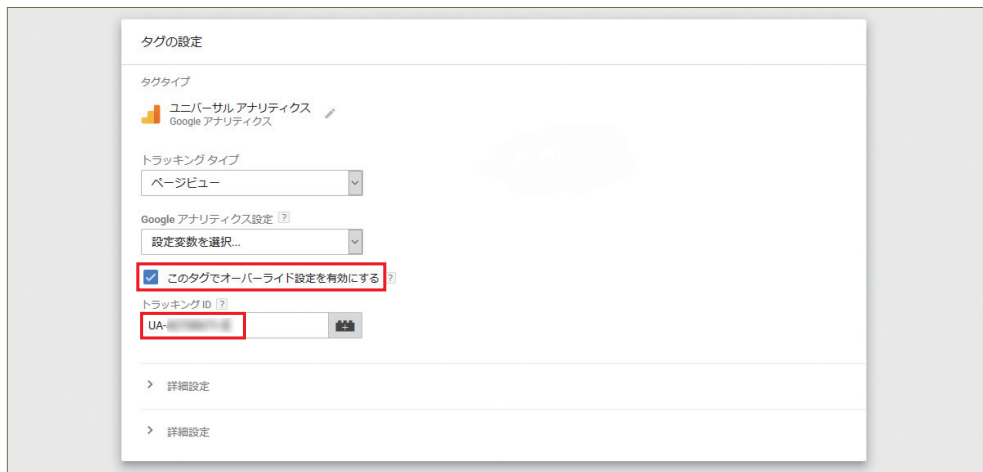 タグの設定
タグタイプ
ユニバーサル アナリティクス
Google アナリティクス
トラッキング タイプ
ページビュー
Google アナリティクス設定 ?
設定変数を選択...
このタグでオーバーライド設定を有効にする ?
トラッキング ID ?
UA-
詳細設定
詳細設定